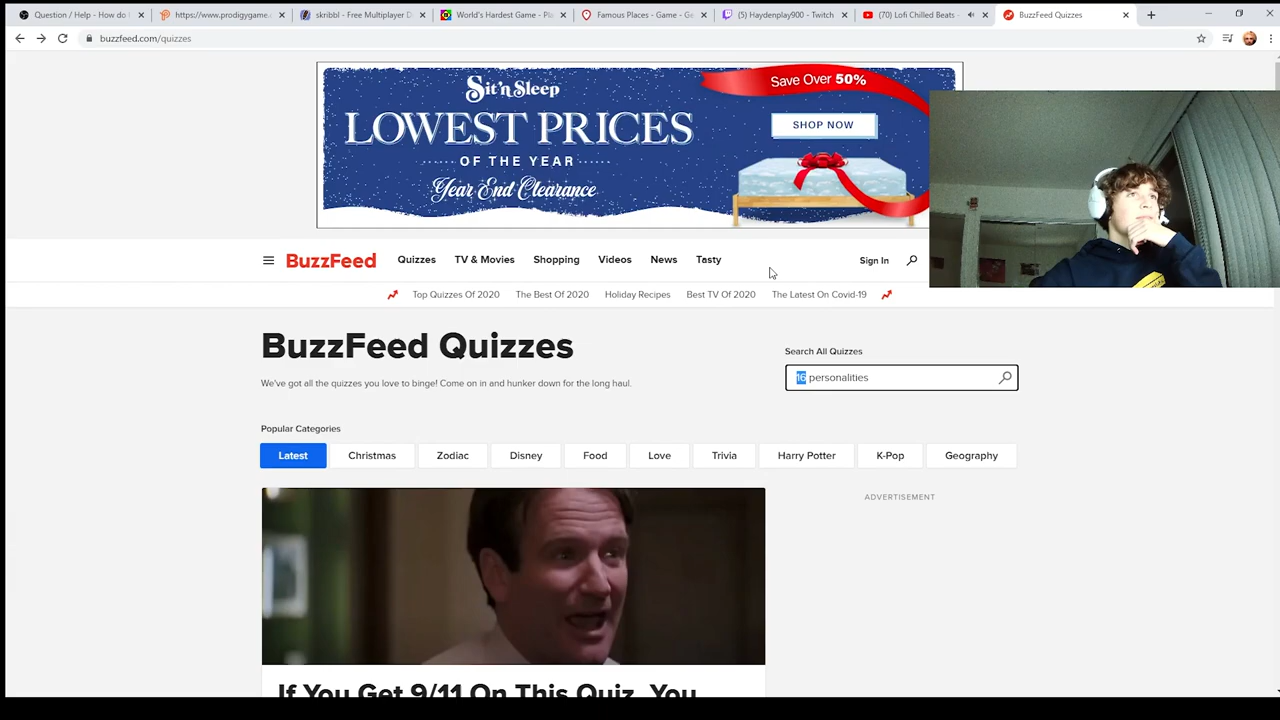 Question / Help - How do I
https://www.prodigygame.c
skribbl - Free Multiplayer D
World's Hardest Game - Pla
Famous Places - Game - Ge
(5) Haydenplay900 - Twitch
(70) Lofi Chilled Beats -
BuzzFeed Quizzes
buzzfeed.com/quizzes
Sit'n Sleep
LOWEST PRICES
OF THE YEAR
Year End Clearance
Save Over 50%
SHOP NOW
BuzzFeed Quizzes TV & Movies Shopping Videos News Tasty Sign In
Top Quizzes Of 2020 The Best Of 2020 Holiday Recipes Best TV Of 2020 The Latest On Covid-19
BuzzFeed Quizzes
We've got all the quizzes you love to binge! Come on in and hunker down for the long haul.
Search All Quizzes
16 personalities
Popular Categories
Latest Christmas Zodiac Disney Food Love Trivia Harry Potter K-Pop Geography
ADVERTISEMENT
If You Get 9/11 On This Quiz, You